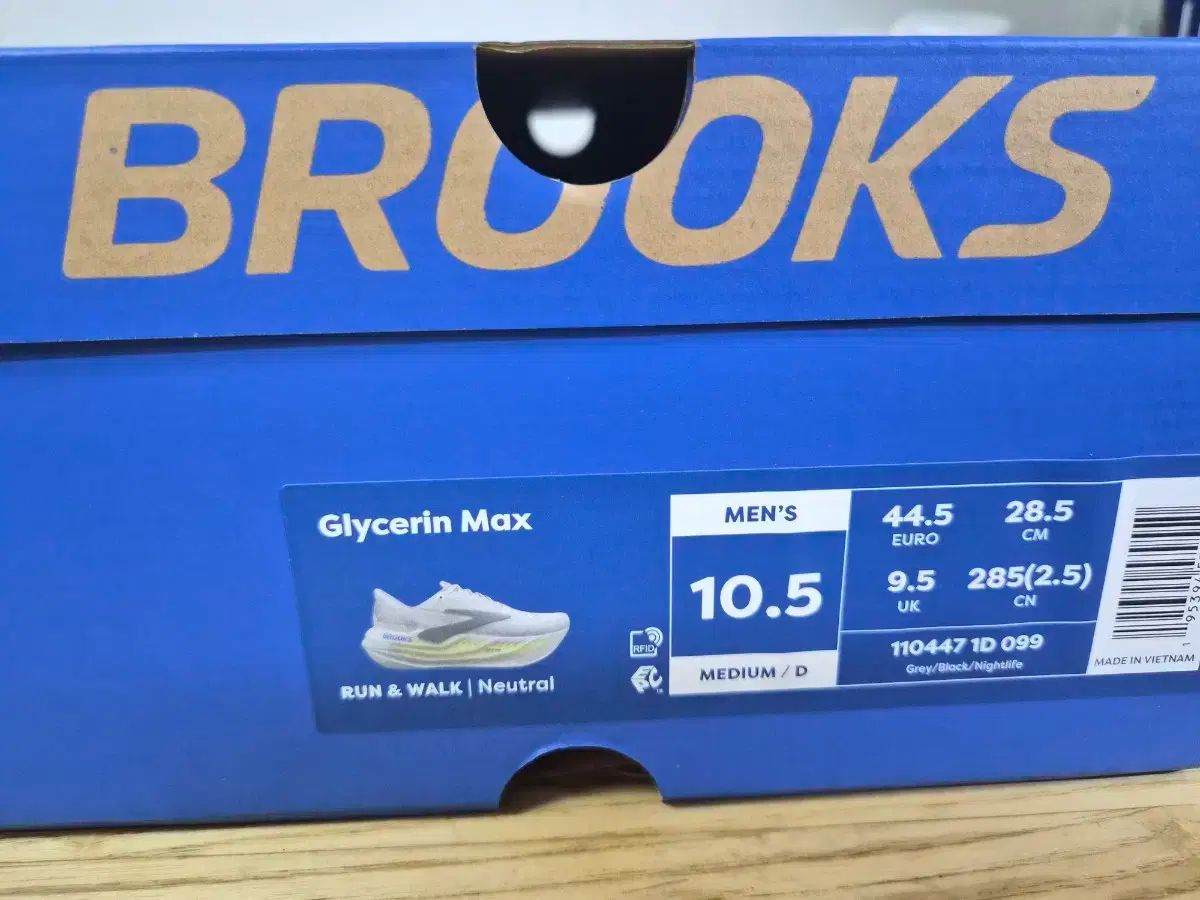 BROOKS
Glycerin Max
BROOKS
RUN & WALK | Neutral
RFID
MEN'S
10.5
MEDIUM / D
44.5
EURO
28.5
CM
9.5
UK
285(2.5)
CN
110447 1D 099
Grey/Black/Nightlife
MADE IN VIETNAM